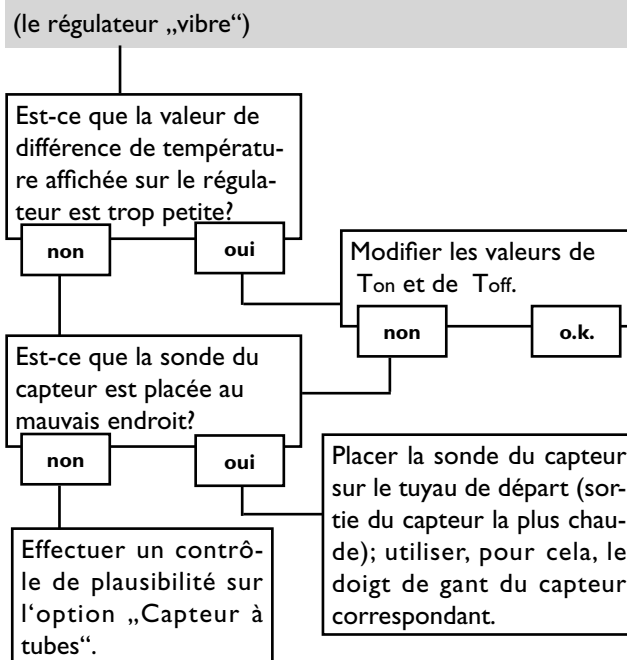 (le régulateur „vibre“)
Est-ce que la valeur de
différence de températu-
re affichée sur le régula-
teur est trop petite?
non
oui
Modifier les valeurs de
Ton et de Toff.
non
o.k.
Est-ce que la sonde du
capteur est placée au
mauvais endroit?
non
oui
Placer la sonde du capteur
sur le tuyau de départ (sor-
tie du capteur la plus chau-
de); utiliser, pour cela, le
doigt de gant du capteur
correspondant.
Effectuer un contrô-
le de plausibilité sur
l‘option „Capteur à
tubes“.